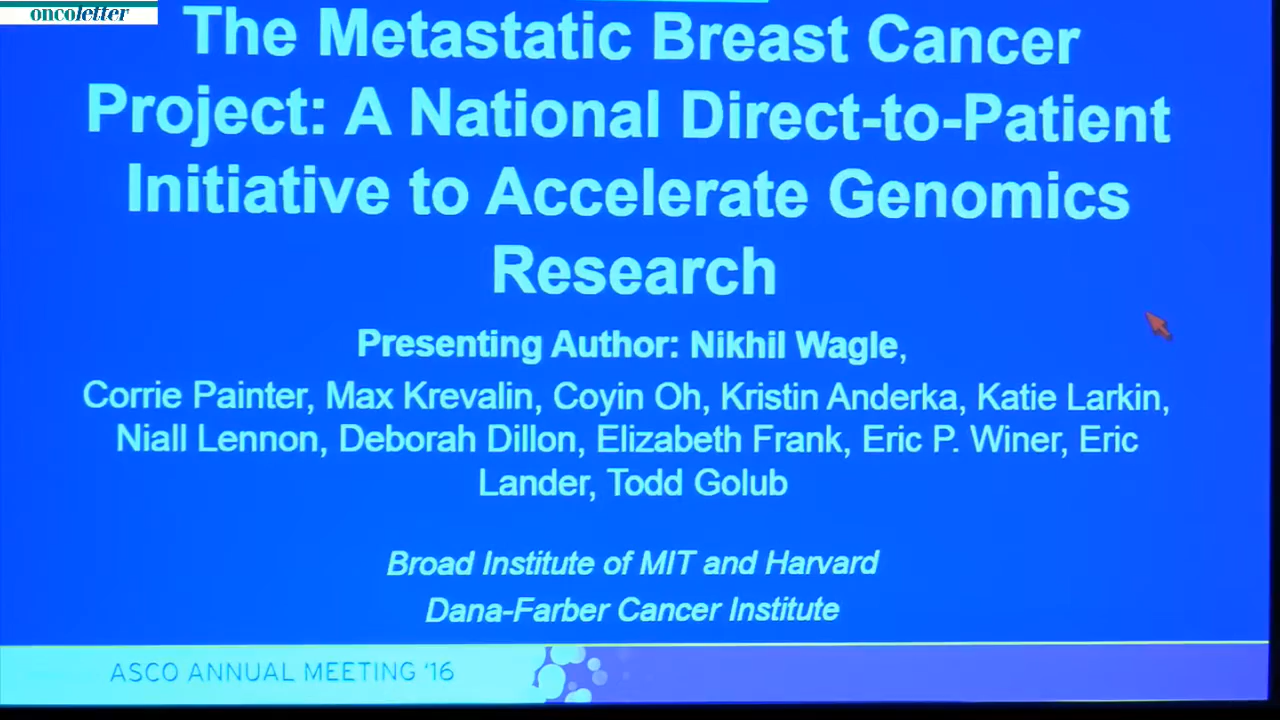 oncoletter
The Metastatic Breast Cancer
Project: A National Direct-to-Patient
Initiative to Accelerate Genomics
Research
Presenting Author: Nikhil Wagle,
Corrie Painter, Max Krevalin, Coyin Oh, Kristin Anderka, Katie Larkin,
Niall Lennon, Deborah Dillon, Elizabeth Frank, Eric P. Winer, Eric
Lander, Todd Golub
Broad Institute of MIT and Harvard
Dana-Farber Cancer Institute
ASCO ANNUAL MEETING '16